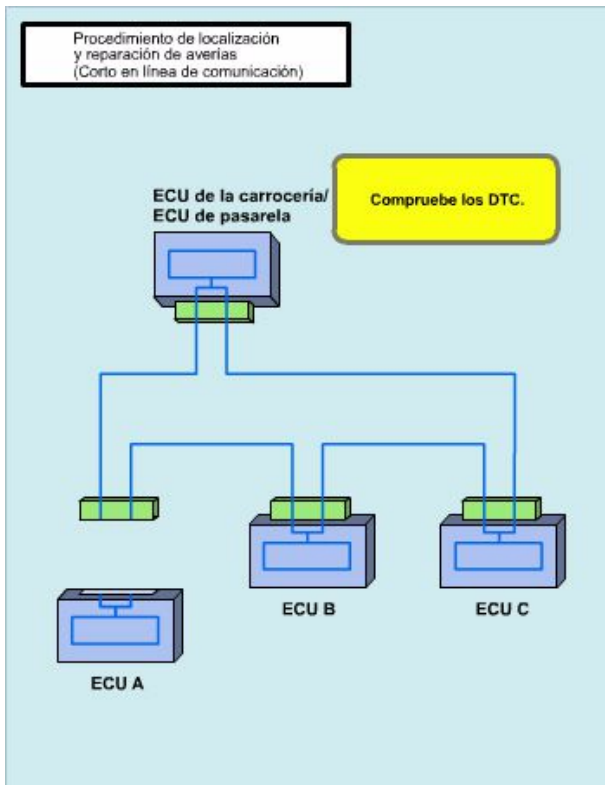 Procedimiento de localización
y reparación de averías
(Corto en línea de comunicación)
ECU de la carrocería/
ECU de pasarela
Compruebe los DTC.
ECU B
ECU C
ECU A